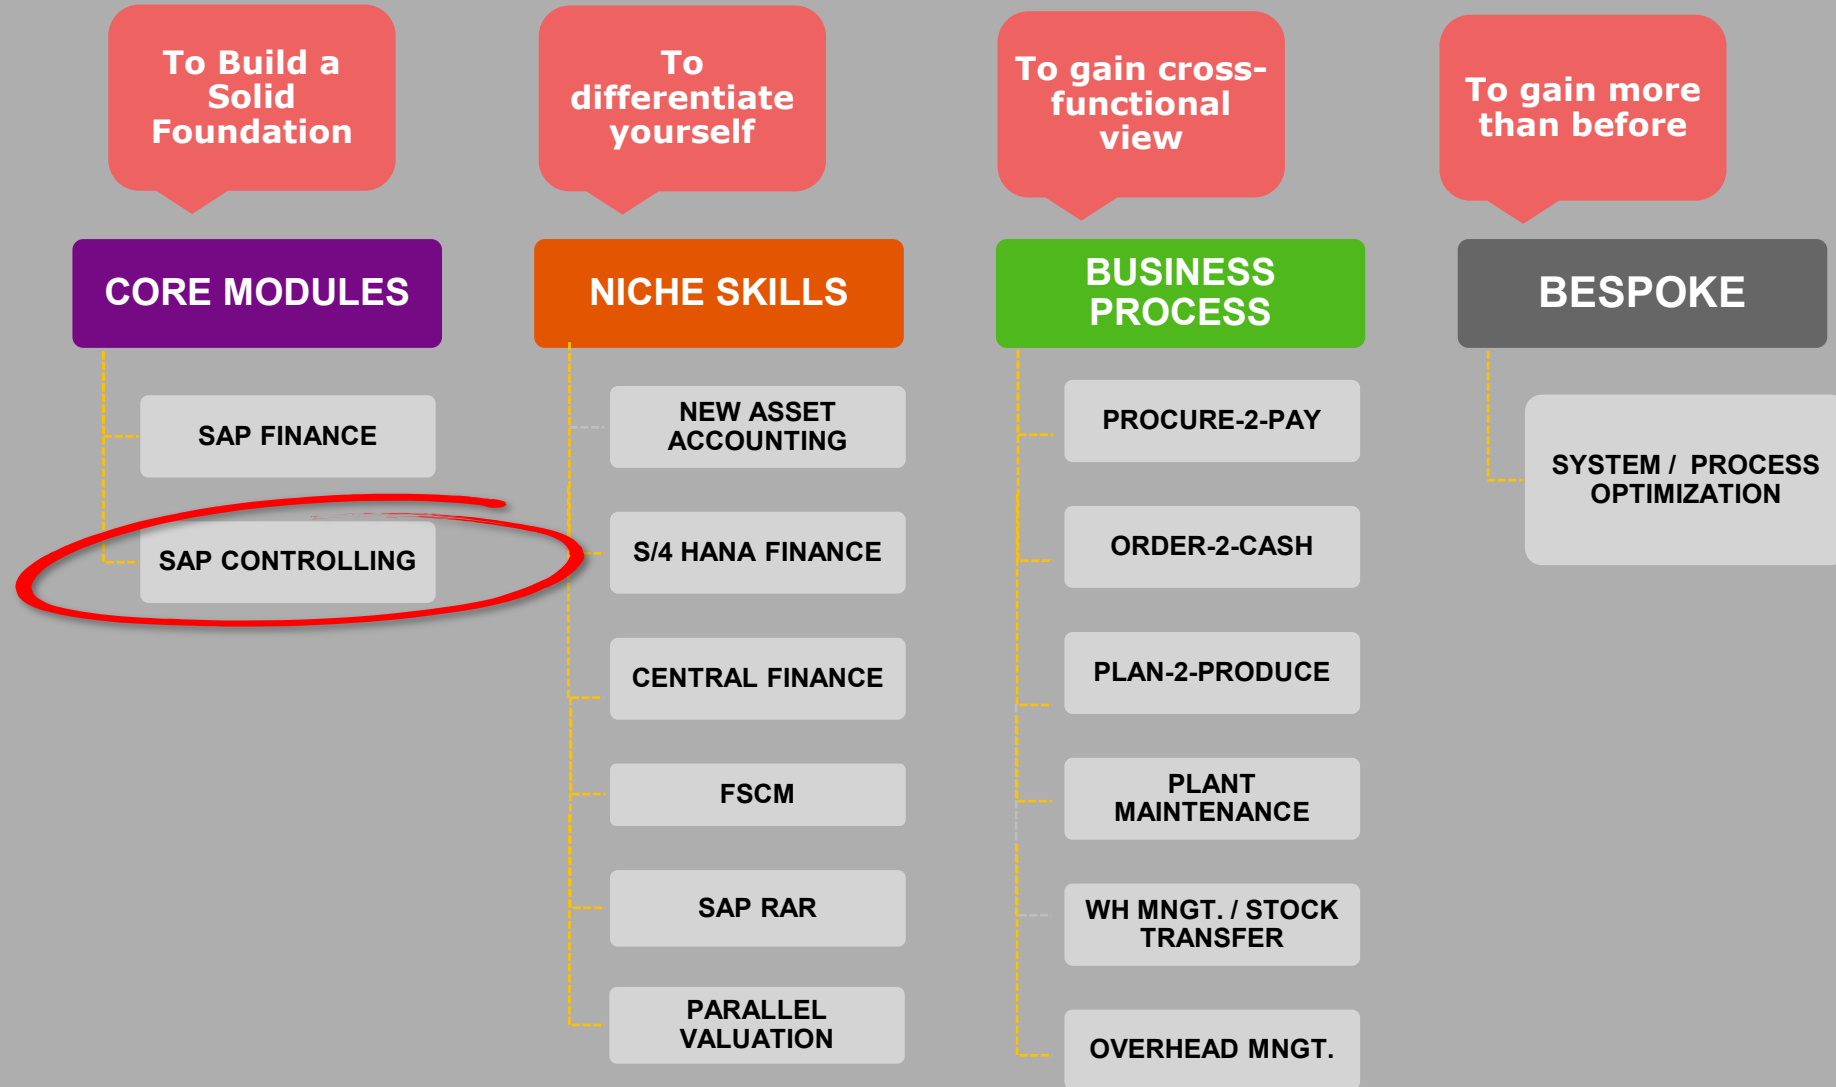 To Build a
Solid
Foundation
To
differentiate
yourself
To gain cross-
functional
view
To gain more
than before
CORE MODULES
NICHE SKILLS
BUSINESS
PROCESS
BESPOKE
SAP FINANCE
SAP CONTROLLING
NEW ASSET
ACCOUNTING
S/4 HANA FINANCE
CENTRAL FINANCE
FSCM
SAP RAR
PARALLEL
VALUATION
PROCURE-2-PAY
ORDER-2-CASH
PLAN-2-PRODUCE
PLANT
MAINTENANCE
WH MNGT. / STOCK
TRANSFER
OVERHEAD MNGT.
SYSTEM / PROCESS
OPTIMIZATION